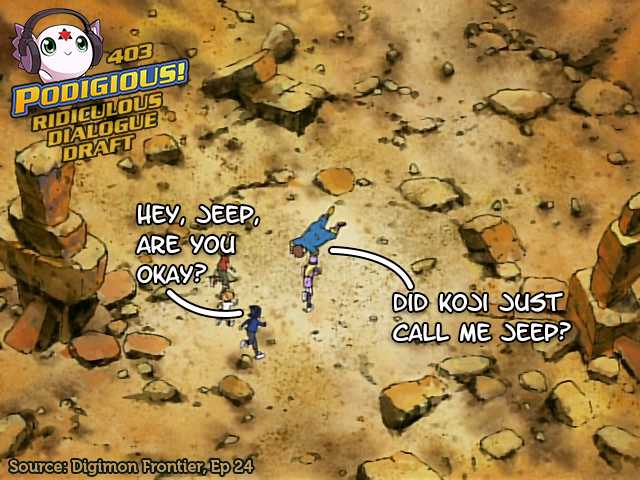 403
PODIGIOUS!
RIDICULOUS
DIALOGUE
DRAFT
HEY, JEEP,
ARE YOU
OKAY?
DID KOJI JUST
CALL ME JEEP?
Source: Digimon Frontier, Ep 24